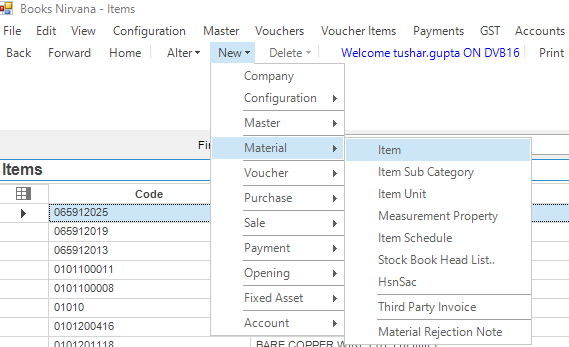 Books Nirvana - Items
File Edit View Configuration Master Vouchers Voucher Items Payments GST Accounts
Back Forward Home Alter New Delete Welcome tushar.gupta ON DVB16 Print
Company
Configuration
Master
Material
Voucher
Purchase
Sale
Payment
Opening
Fixed Asset
Account
Item
Item Sub Category
Item Unit
Measurement Property
Item Schedule
Stock Book Head List..
HsnSac
Third Party Invoice
Material Rejection Note
Items
Code
065912025
065912019
065912013
0101100011
0101100008
01010
0101200416
0101201118 BARE COPPER